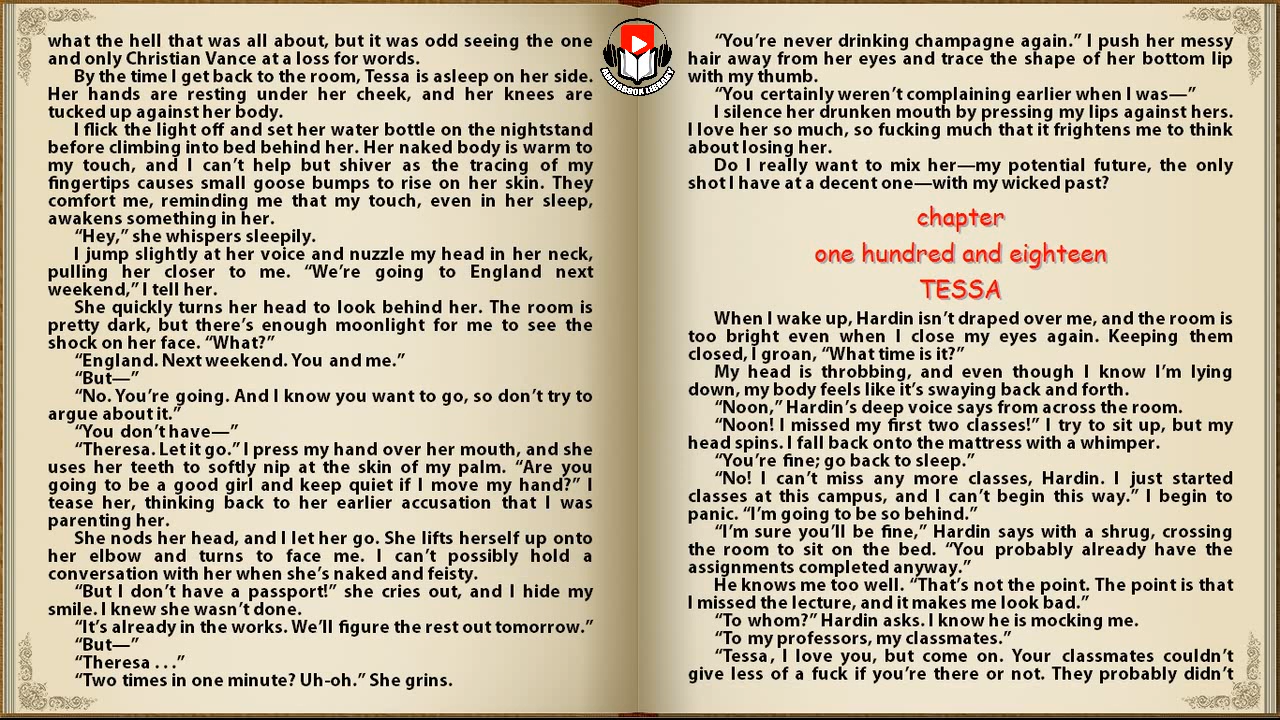 what the hell that was all about, but it was odd seeing the one
and only Christian Vance at a loss for words.
By the time I get back to the room, Tessa is asleep on her side.
Her hands are resting under her cheek, and her knees are
tucked up against her body.
I flick the light off and set her water bottle on the nightstand
before climbing into bed behind her. Her naked body is warm to
my touch, and I can’t help but shiver as the tracing of my
fingertips causes small goose bumps to rise on her skin. They
comfort me, reminding me that my touch, even in her sleep,
awakens something in her.
“Hey,” she whispers sleepily.
I jump slightly at her voice and nuzzle my head in her neck,
pulling her closer to me. “We’re going to England next
weekend,” I tell her.
She quickly turns her head to look behind her. The room is
pretty dark, but there’s enough moonlight for me to see the
shock on her face. “What?”
“England. Next weekend. You and me.”
“But—”
“No. You’re going. And I know you want to go, so don’t try to
argue about it.”
“You don’t have—”
“Theresa. Let it go.” I press my hand over her mouth, and she
uses her teeth to softly nip at the skin of my palm. “Are you
going to be a good girl and keep quiet if I move my hand?” I
tease her, thinking back to her earlier accusation that I was
parenting her.
She nods her head, and I let her go. She lifts herself up onto
her elbow and turns to face me. I can’t possibly hold a
conversation with her when she’s naked and feisty.
“But I don’t have a passport!” she cries out, and I hide my
smile. I knew she wasn’t done.
“It’s already in the works. We’ll figure the rest out tomorrow.”
“But—”
“Theresa . . .”
“Two times in one minute? Uh-oh.” She grins.
AUDIOBOOK LIBRARY
“You’re never drinking champagne again.” I push her messy
hair away from her eyes and trace the shape of her bottom lip
with my thumb.
“You certainly weren’t complaining earlier when I was—”
I silence her drunken mouth by pressing my lips against hers.
I love her so much, so fucking much that it frightens me to think
about losing her.
Do I really want to mix her—my potential future, the only
shot I have at a decent one—with my wicked past?
chapter
one hundred and eighteen
TESSA
When I wake up, Hardin isn’t draped over me, and the room is
too bright even when I close my eyes again. Keeping them
closed, I groan, “What time is it?”
My head is throbbing, and even though I know I’m lying
down, my body feels like it’s swaying back and forth.
“Noon,” Hardin’s deep voice says from across the room.
“Noon! I missed my first two classes!” I try to sit up, but my
head spins. I fall back onto the mattress with a whimper.
“You’re fine; go back to sleep.”
“No! I can’t miss any more classes, Hardin. I just started
classes at this campus, and I can’t begin this way.” I begin to
panic. “I’m going to be so behind.”
“I’m sure you’ll be fine,” Hardin says with a shrug, crossing
the room to sit on the bed. “You probably already have the
assignments completed anyway.”
He knows me too well. “That’s not the point. The point is that
I missed the lecture, and it makes me look bad.”
“To whom?” Hardin asks. I know he is mocking me.
“To my professors, my classmates.”
“Tessa, I love you, but come on. Your classmates couldn’t
give less of a fuck if you’re there or not. They probably didn’t